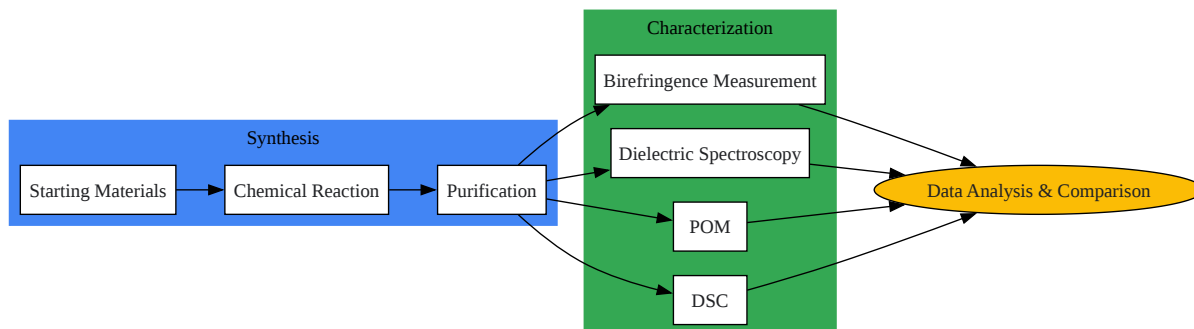 Synthesis
Starting Materials
Chemical Reaction
Purification
Characterization
Birefringence Measurement
Dielectric Spectroscopy
POM
DSC
Data Analysis & Comparison